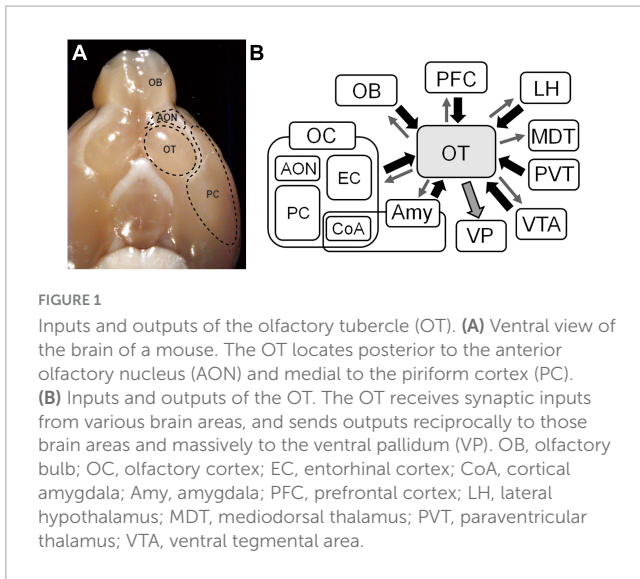 A
B
OB
AON
OT
PC
OB
PFC
LH
MDT
PVT
VTA
VP
Amy
OT
OC
AON
EC
PC
CoA
FIGURE 1
Inputs and outputs of the olfactory tubercle (OT). (A) Ventral view of
the brain of a mouse. The OT locates posterior to the anterior
olfactory nucleus (AON) and medial to the piriform cortex (PC).
(B) Inputs and outputs of the OT. The OT receives synaptic inputs
from various brain areas, and sends outputs reciprocally to those
brain areas and massively to the ventral pallidum (VP). OB, olfactory
bulb; OC, olfactory cortex; EC, entorhinal cortex; CoA, cortical
amygdala; Amy, amygdala; PFC, prefrontal cortex; LH, lateral
hypothalamus; MDT, mediodorsal thalamus; PVT, paraventricular
thalamus; VTA, ventral tegmental area.